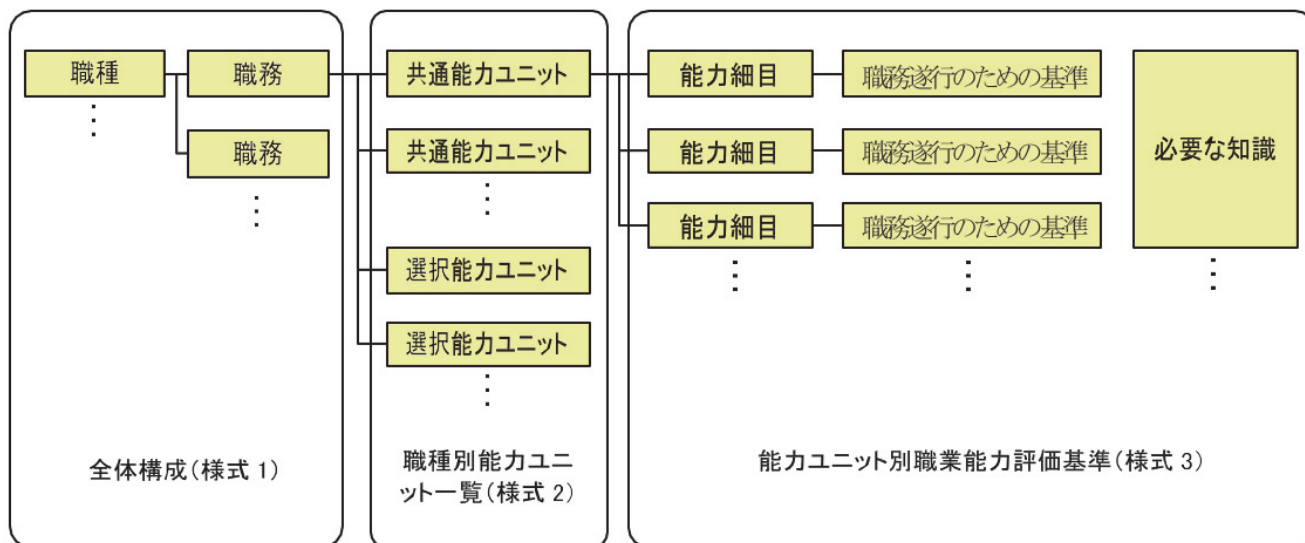 職種
職務
職務
共通能力ユニット
共通能力ユニット
選択能力ユニット
選択能力ユニット
能力細目
職務遂行のための基準
能力細目
職務遂行のための基準
能力細目
職務遂行のための基準
必要な知識
全体構成(様式 1)
職種別能力ユニ
ット一覧(様式 2)
能力ユニット別職業能力評価基準(様式 3)